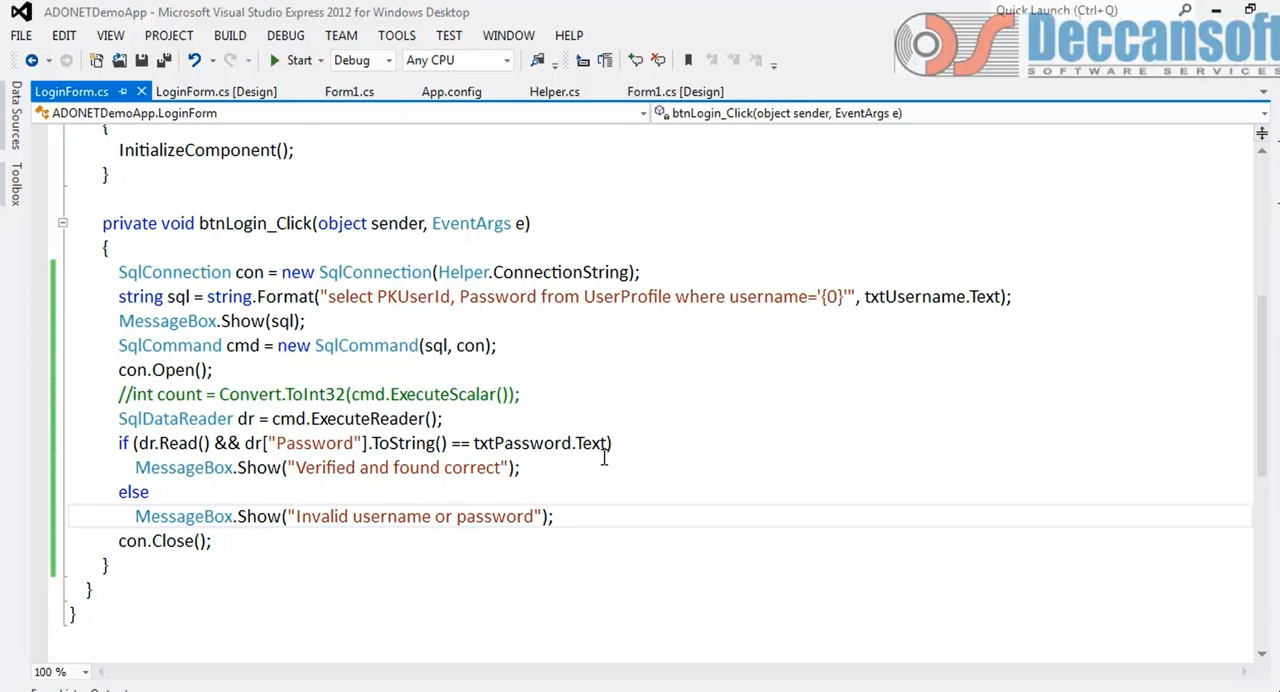 ADONETDemoApp - Microsoft Visual Studio Express 2012 for Windows Desktop
Quick Launch (Ctrl+Q)
FILE EDIT VIEW PROJECT BUILD DEBUG TEAM TOOLS TEST WINDOW HELP
Deccansoft
SOFTWARE SERVICES
Start Debug Any CPU
LoginForm.cs LoginForm.cs [Design] Form1.cs App.config Helper.cs Form1.cs [Design]
ADONETDemoApp.LoginForm btnLogin_Click(object sender, EventArgs e)
Data Sources
Toolbox
{
InitializeComponent();
}
private void btnLogin_Click(object sender, EventArgs e)
{
SqlConnection con = new SqlConnection(Helper.ConnectionString);
string sql = string.Format("select PKUserId, Password from UserProfile where username='{0}'", txtUsername.Text);
MessageBox.Show(sql);
SqlCommand cmd = new SqlCommand(sql, con);
con.Open();
//int count = Convert.ToInt32(cmd.ExecuteScalar());
SqlDataReader dr = cmd.ExecuteReader();
if (dr.Read() && dr["Password"].ToString() == txtPassword.Text)
MessageBox.Show("Verified and found correct");
else
MessageBox.Show("Invalid username or password");
con.Close();
}
}
}
100 %